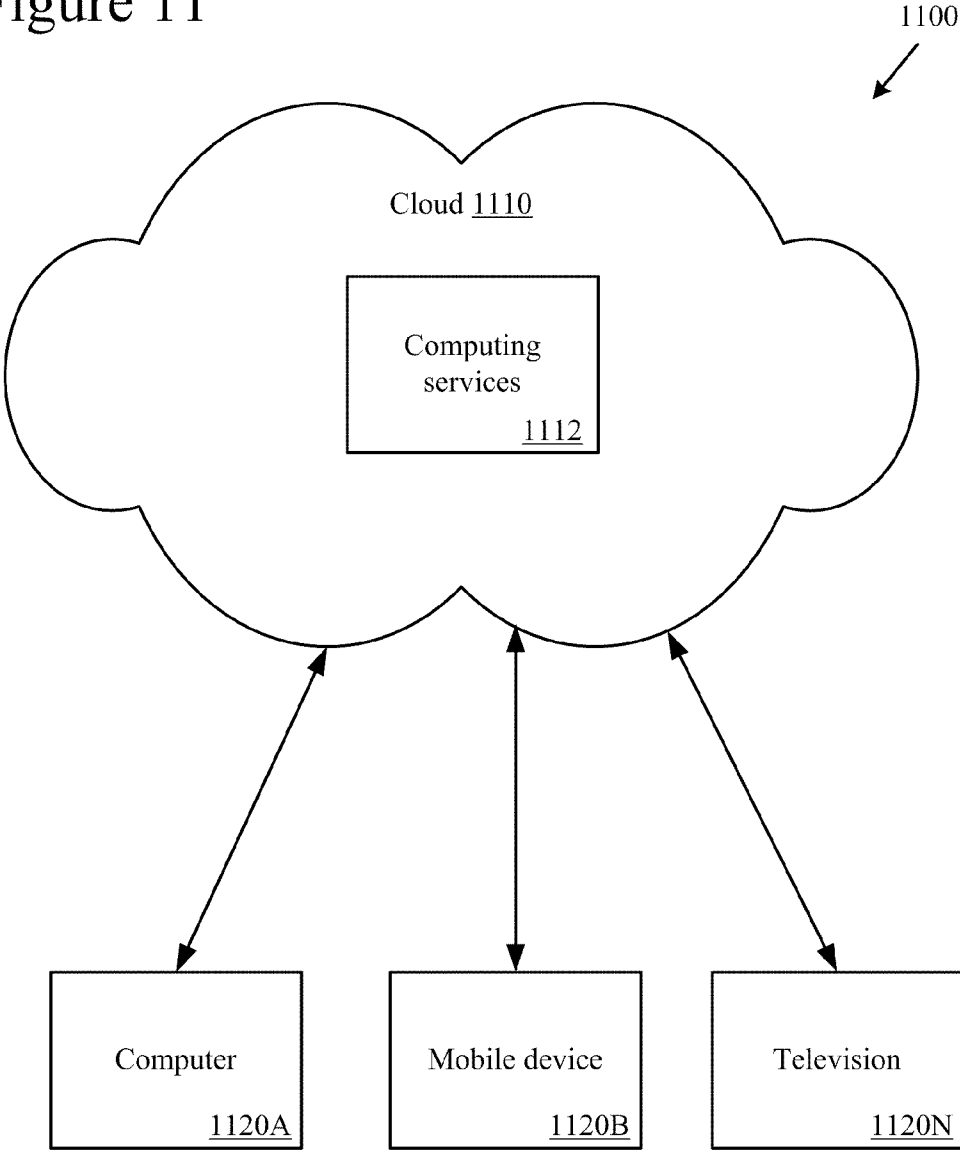 Figure 11
1100
Cloud 1110
Computing
services
1112
Computer
1120A
Mobile device
1120B
Television
1120N